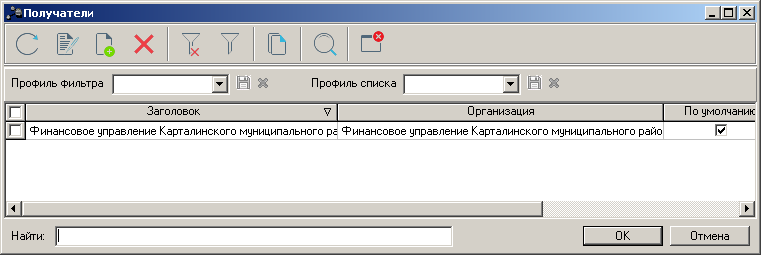 Получатели
Профиль фильтра
Профиль списка
Заголовок Организация По умолчанию
Финансовое управление Карталинского муниципального ра Финансовое управление Карталинского муниципального райо
Найти: OK Отмена